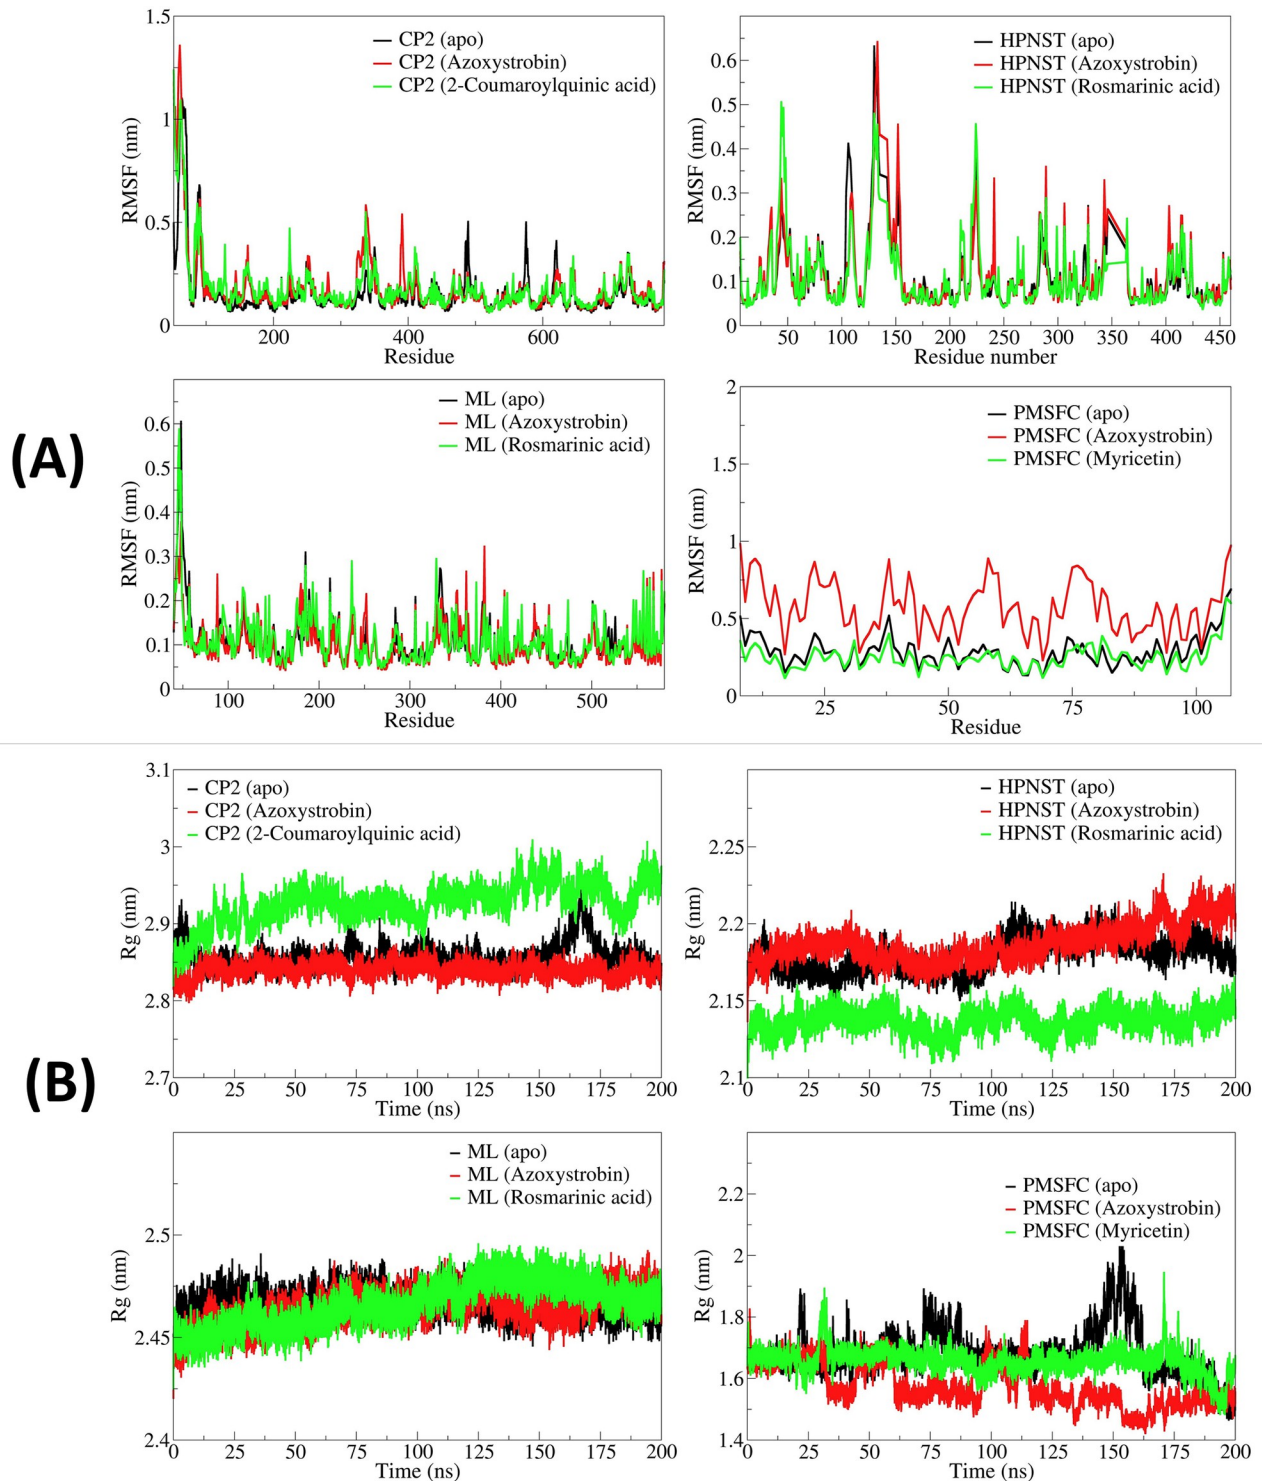 (A)
1.5
1
0.5
0
RMSF (nm)
CP2 (apo)
CP2 (Azoxystrobin)
CP2 (2-Coumaroylquinic acid)
200
400
600
Residue
0.6
0.5
0.4
0.3
0.2
0.1
0
RMSF (nm)
HPNST (apo)
HPNST (Azoxystrobin)
HPNST (Rosmarinic acid)
50
100
150
200
250
300
350
400
450
Residue number
0.6
0.5
0.4
0.3
0.2
0.1
0
RMSF (nm)
ML (apo)
ML (Azoxystrobin)
ML (Rosmarinic acid)
100
200
300
400
500
Residue
2
1.5
1
0.5
0
RMSF (nm)
PMSFC (apo)
PMSFC (Azoxystrobin)
PMSFC (Myricetin)
25
50
75
100
Residue
(B)
3.1
3
2.9
2.8
2.7
Rg (nm)
CP2 (apo)
CP2 (Azoxystrobin)
CP2 (2-Coumaroylquinic acid)
0
25
50
75
100
125
150
175
200
Time (ns)
2.25
2.2
2.15
2.1
Rg (nm)
HPNST (apo)
HPNST (Azoxystrobin)
HPNST (Rosmarinic acid)
0
25
50
75
100
125
150
175
200
Time (ns)
2.5
2.45
2.4
Rg (nm)
ML (apo)
ML (Azoxystrobin)
ML (Rosmarinic acid)
0
25
50
75
100
125
150
175
200
Time (ns)
2.2
2
1.8
1.6
1.4
Rg (nm)
PMSFC (apo)
PMSFC (Azoxystrobin)
PMSFC (Myricetin)
0
25
50
75
100
125
150
175
200
Time (ns)